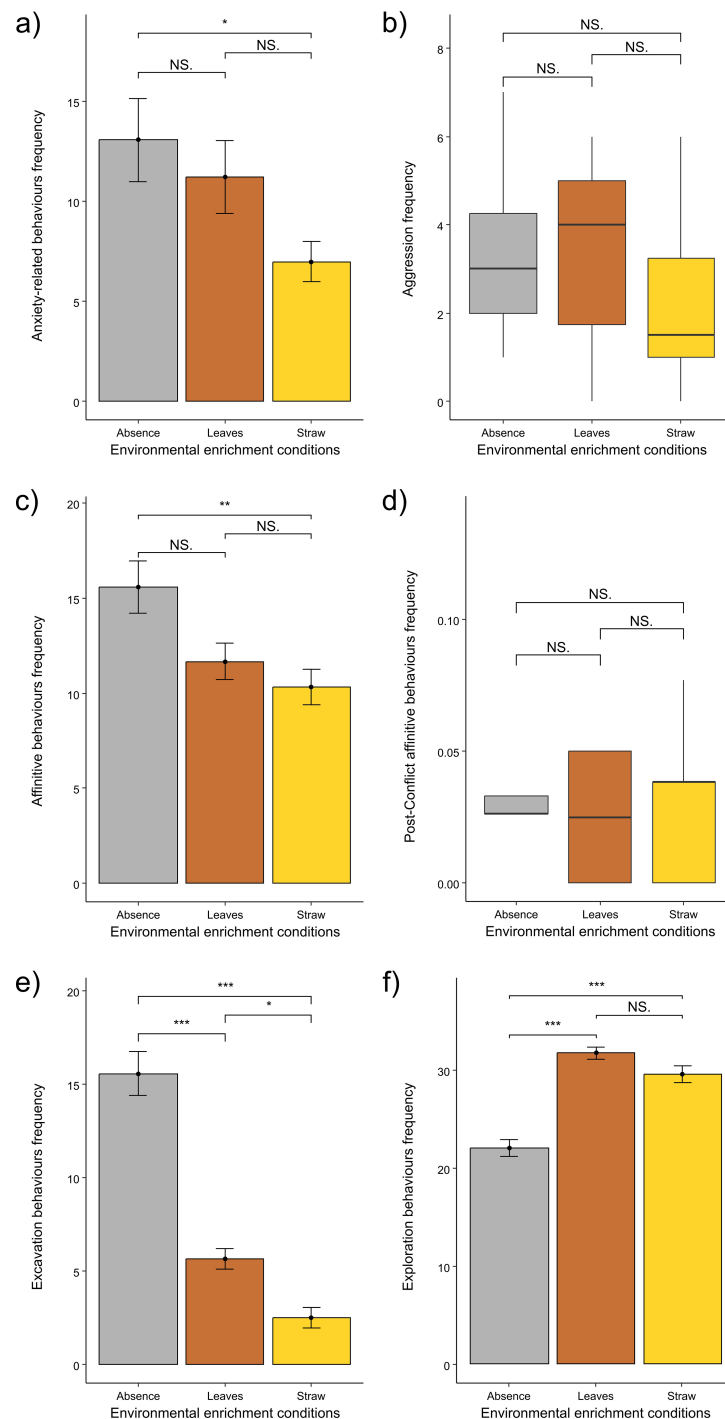 a)
*
NS.
NS.
15
10
5
0
Anxiety-related behaviours frequency
Absence
Leaves
Straw
Environmental enrichment conditions
b)
NS.
NS.
NS.
8
6
4
2
0
Aggression frequency
Absence
Leaves
Straw
Environmental enrichment conditions
c)
**
NS.
NS.
20
15
10
5
0
Affinitive behaviours frequency
Absence
Leaves
Straw
Environmental enrichment conditions
d)
NS.
NS.
NS.
0.10
0.05
0.00
Post-Conflict affinitive behaviours frequency
Absence
Leaves
Straw
Environmental enrichment conditions
e)
***
*
***
20
15
10
5
0
Excavation behaviours frequency
Absence
Leaves
Straw
Environmental enrichment conditions
f)
***
NS.
***
30
20
10
0
Exploration behaviours frequency
Absence
Leaves
Straw
Environmental enrichment conditions